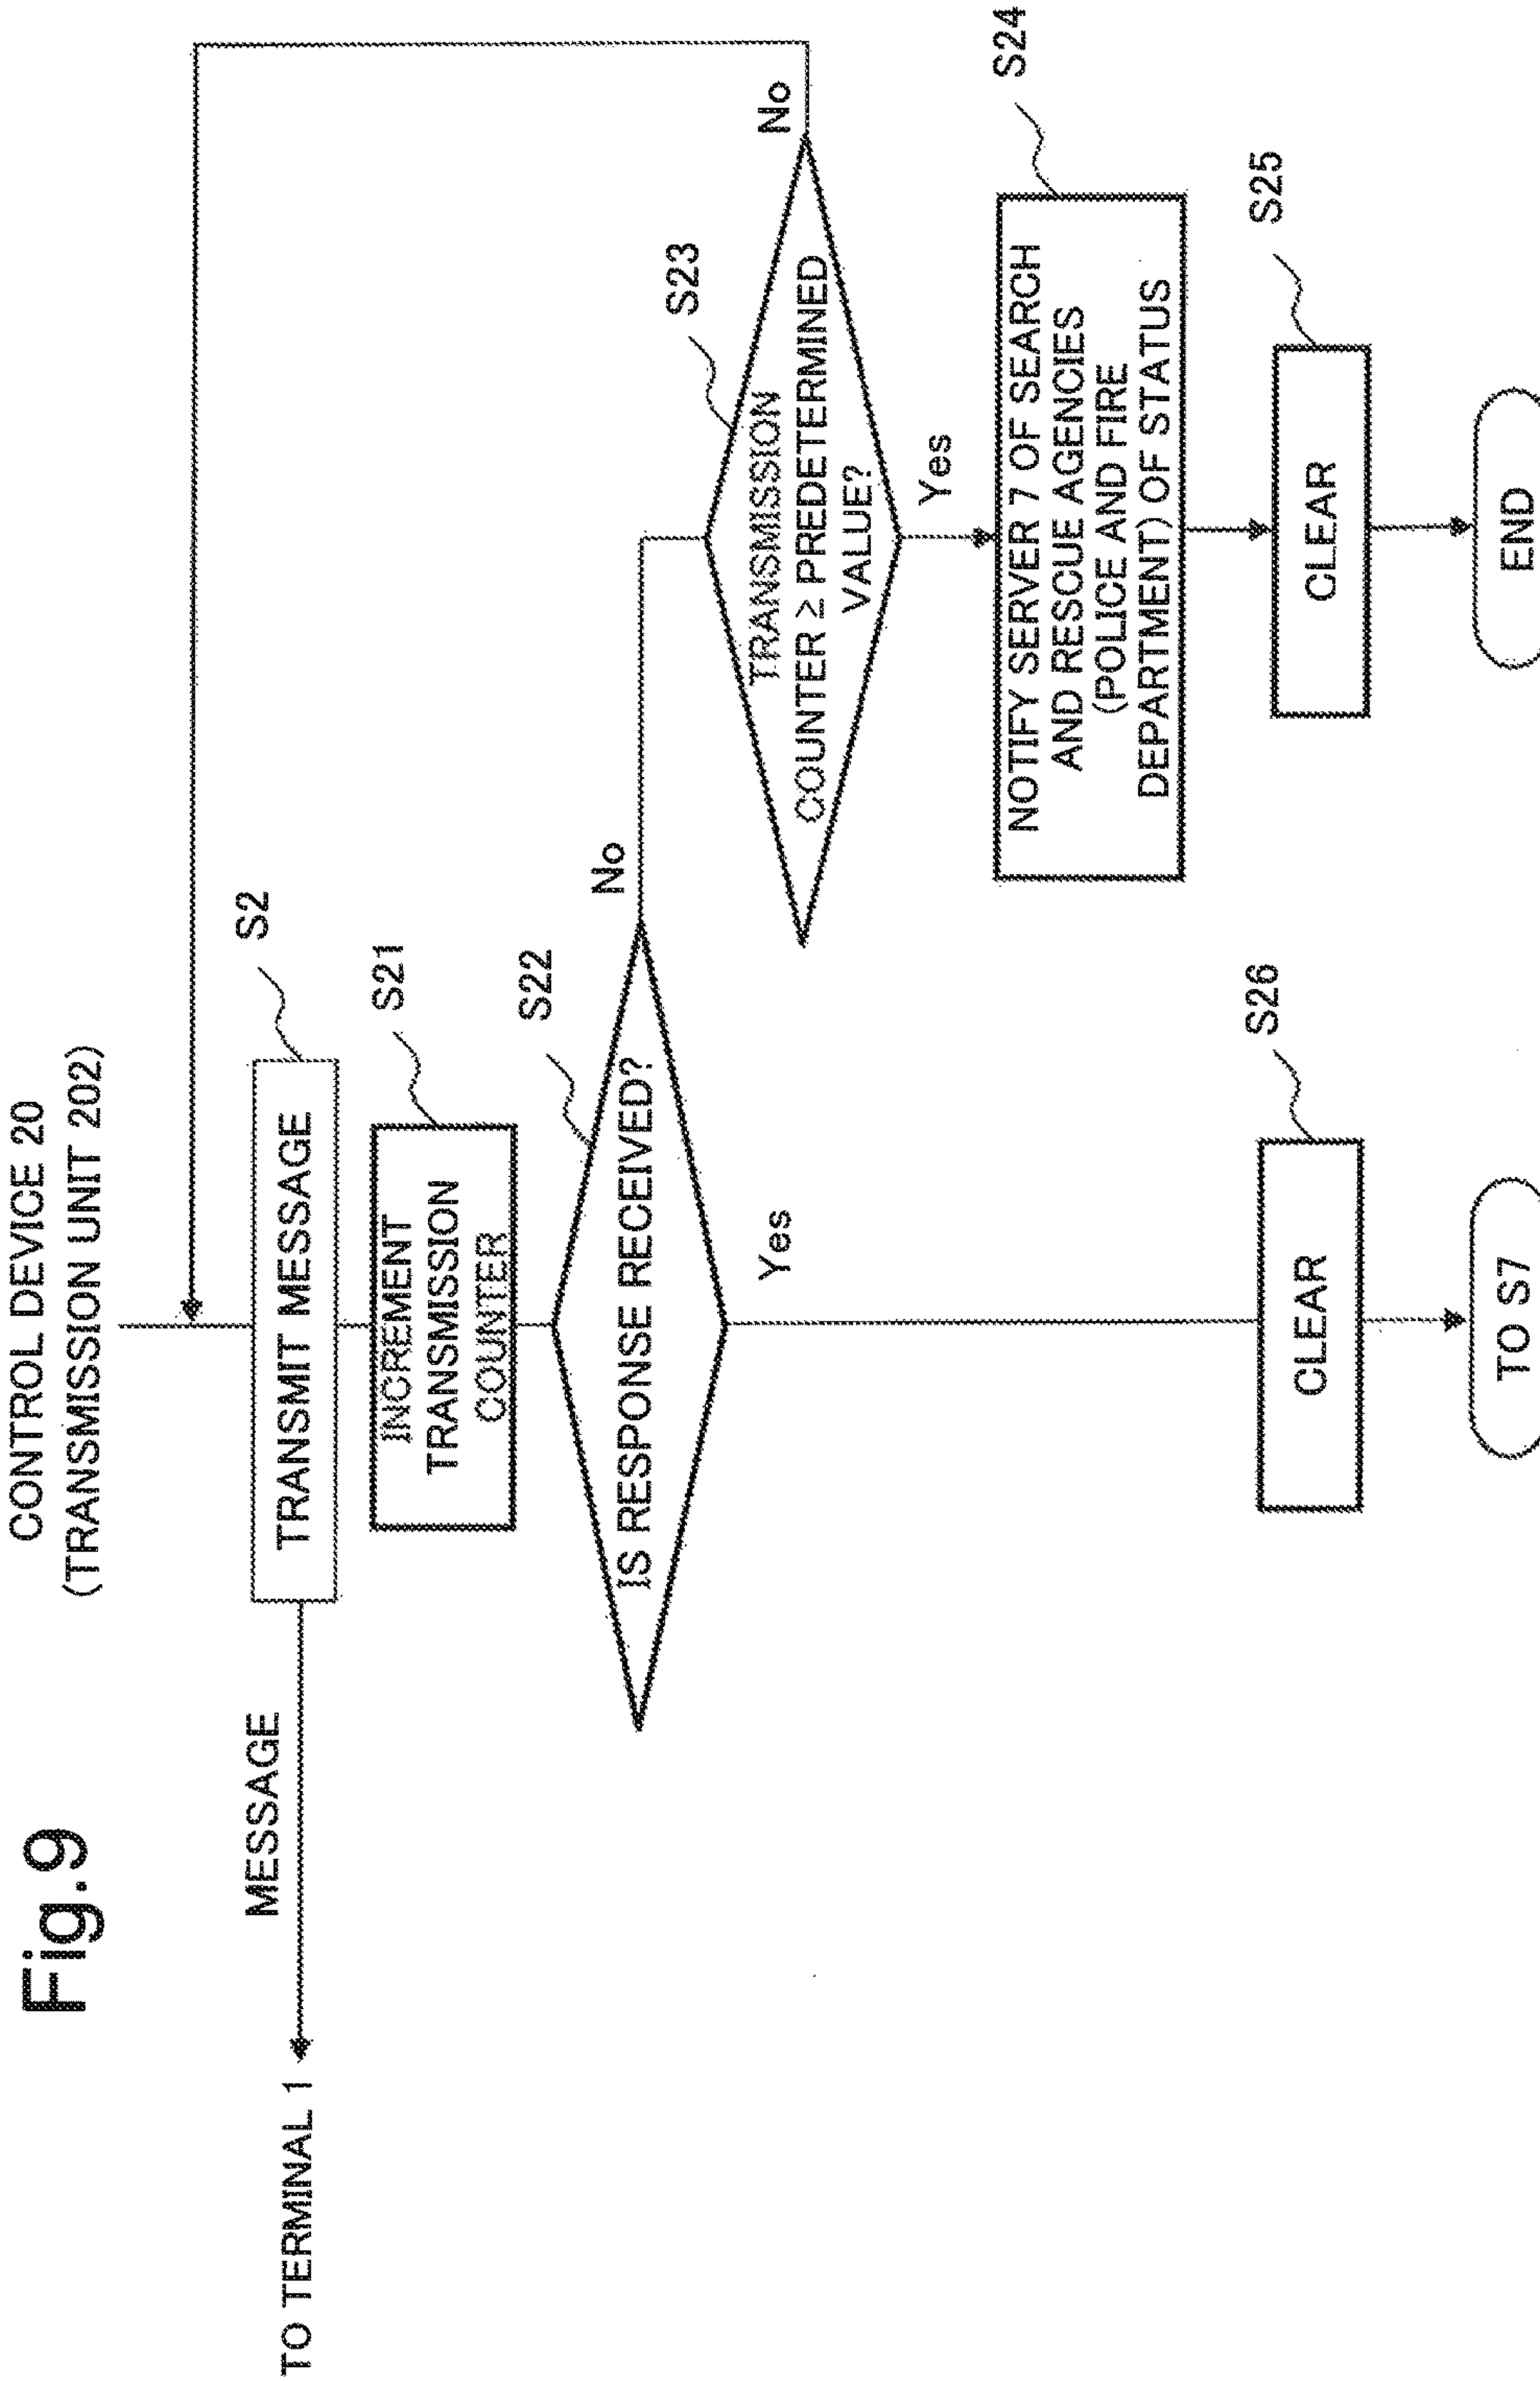 Fig.9
CONTROL DEVICE 20
(TRANSMISSION UNIT 202)
TO TERMINAL 1
MESSAGE
TRANSMIT MESSAGE
S2
INCREMENT
TRANSMISSION
COUNTER
S21
IS RESPONSE RECEIVED?
S22
No
Yes
TRANSMISSION
COUNTER ≥ PREDETERMINED
VALUE?
S23
No
Yes
NOTIFY SERVER 7 OF SEARCH
AND RESCUE AGENCIES
(POLICE AND FIRE
DEPARTMENT) OF STATUS
S24
CLEAR
S26
CLEAR
S25
TO S7
END